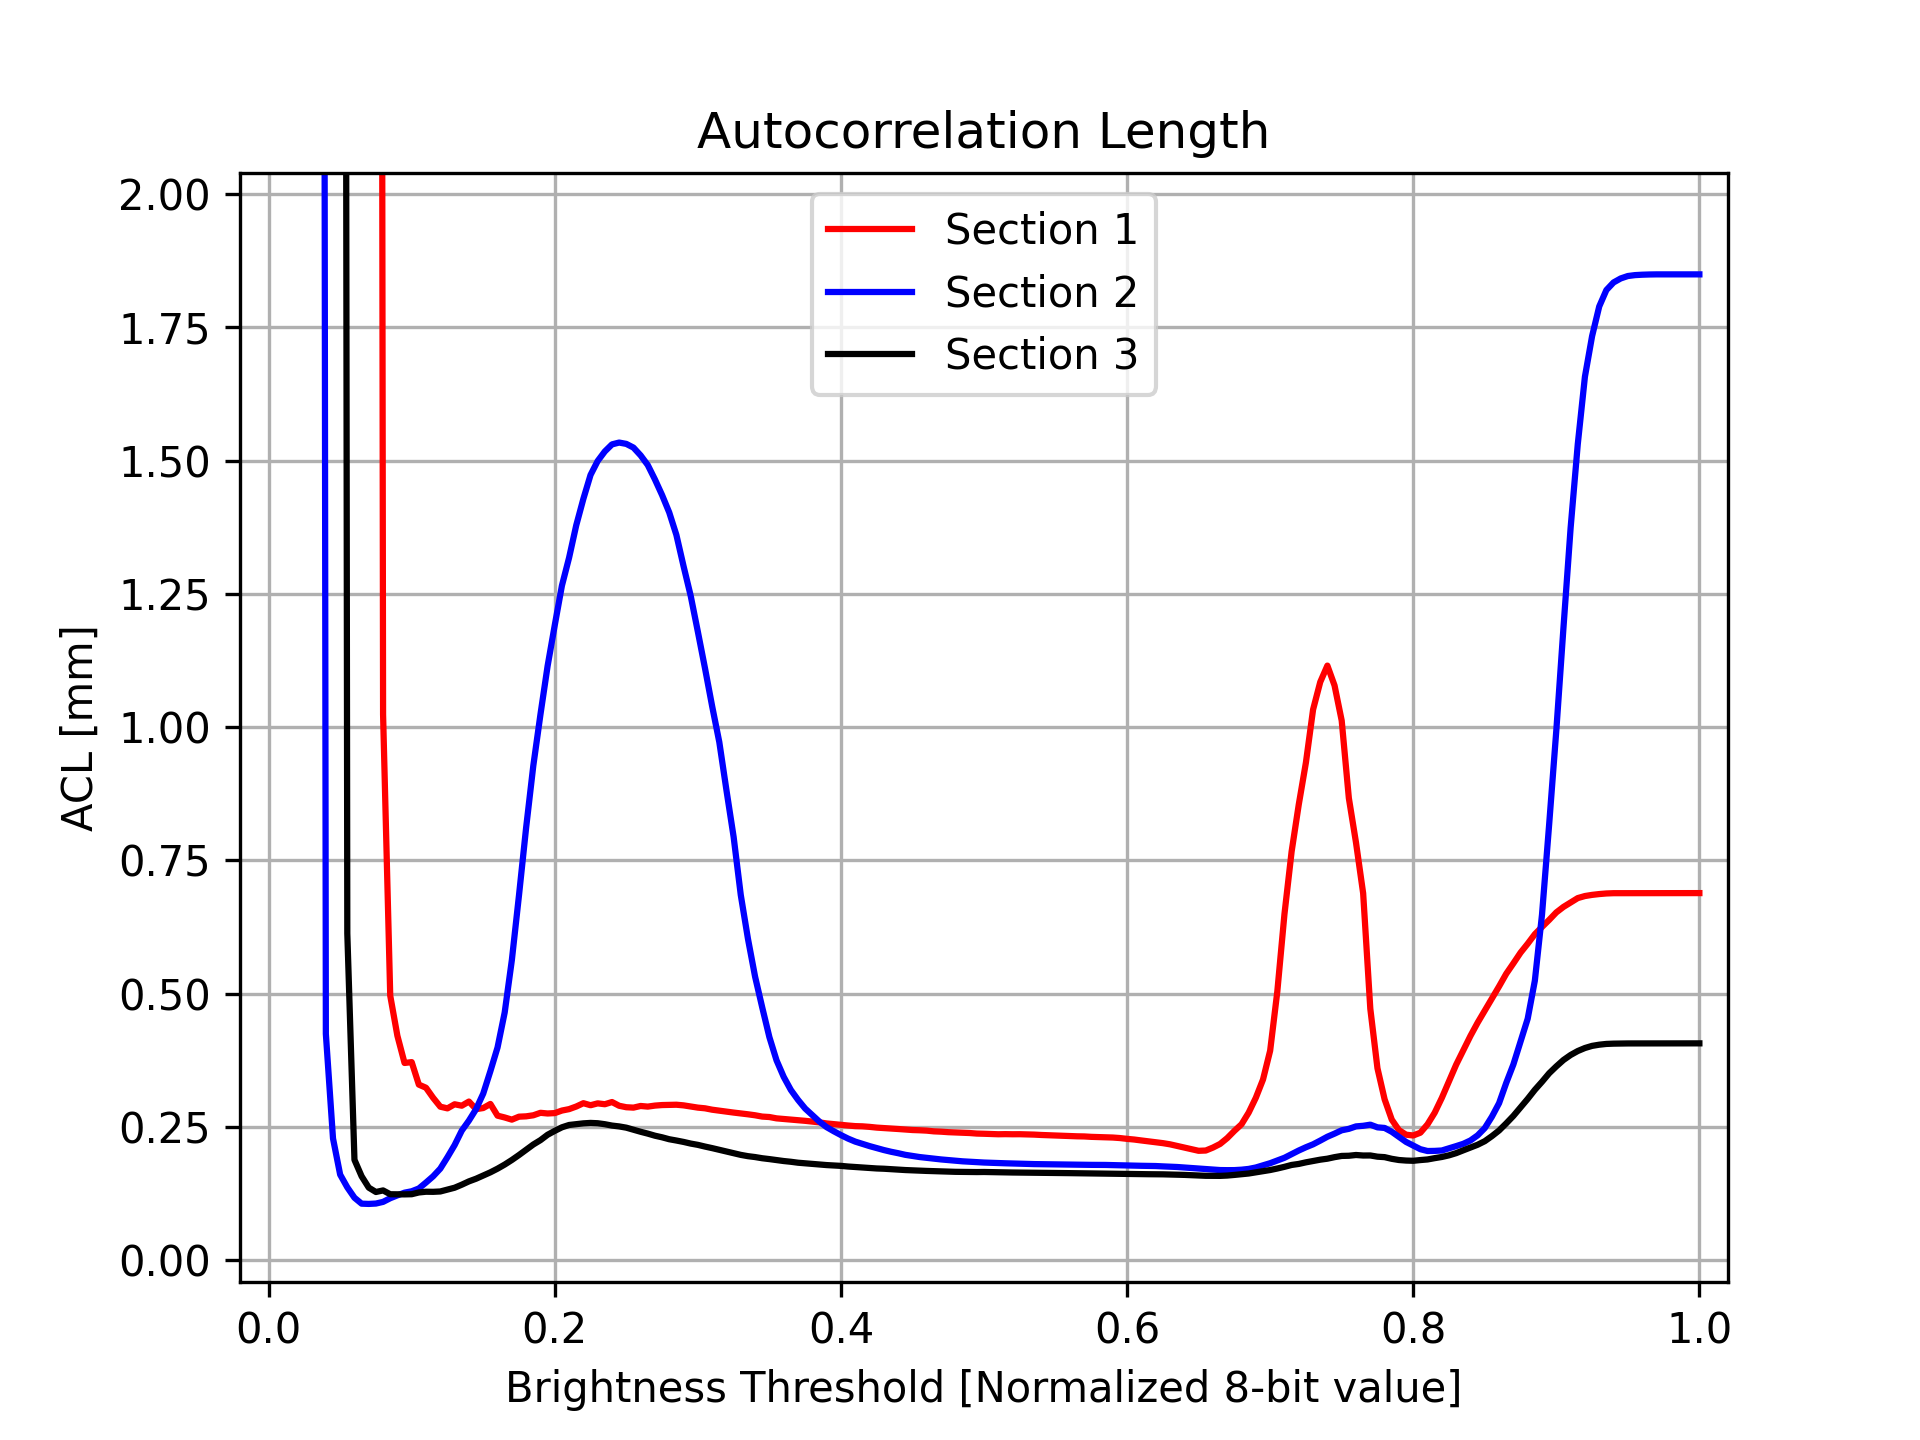 Autocorrelation Length
2.00
1.75
1.50
1.25
1.00
0.75
0.50
0.25
0.00
ACL [mm]
Section 1
Section 2
Section 3
0.0 0.2 0.4 0.6 0.8 1.0
Brightness Threshold [Normalized 8-bit value]